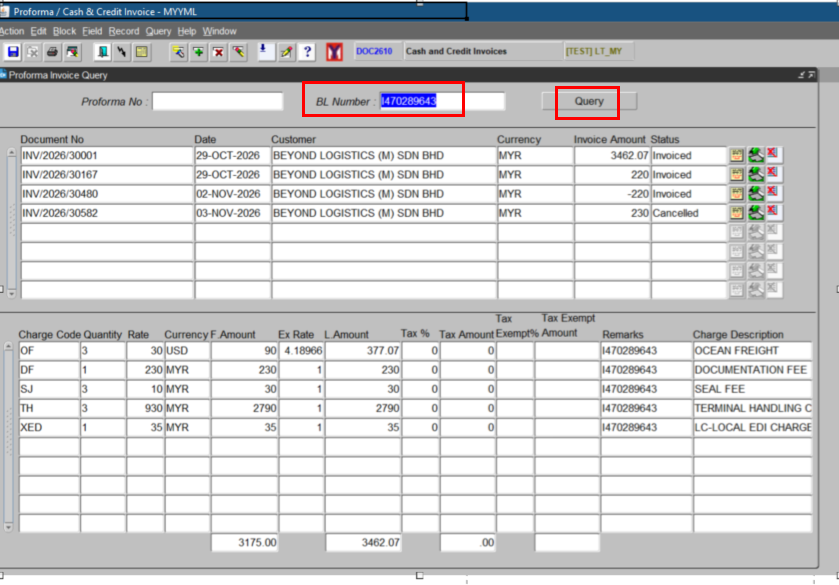 Proforma / Cash & Credit Invoice - MYYML
Action Edit Block Field Record Query Help Window
DOC2610 Cash and Credit Invoices [TEST] LT_MY
Proforma Invoice Query
Proforma No : BL Number : I470289643 Query
Document No Date Customer Currency Invoice Amount Status
INV/2026/30001 29-OCT-2026 BEYOND LOGISTICS (M) SDN BHD MYR 3462.07 Invoiced
INV/2026/30167 29-OCT-2026 BEYOND LOGISTICS (M) SDN BHD MYR 220 Invoiced
INV/2026/30480 02-NOV-2026 BEYOND LOGISTICS (M) SDN BHD MYR -220 Invoiced
INV/2026/30582 03-NOV-2026 BEYOND LOGISTICS (M) SDN BHD MYR 230 Cancelled
Charge Code Quantity Rate Currency F.Amount Ex Rate L.Amount Tax % Tax Amount Tax Exempt% Tax Exempt Amount Remarks Charge Description
OF 3 30 USD 90 4.18966 377.07 0 0 I470289643 OCEAN FREIGHT
DF 1 230 MYR 230 1 230 0 0 I470289643 DOCUMENTATION FEE
SJ 3 10 MYR 30 1 30 0 0 I470289643 SEAL FEE
TH 3 930 MYR 2790 1 2790 0 0 I470289643 TERMINAL HANDLING C
XED 1 35 MYR 35 1 35 0 0 I470289643 LC-LOCAL EDI CHARGE
3175.00 3462.07 .00